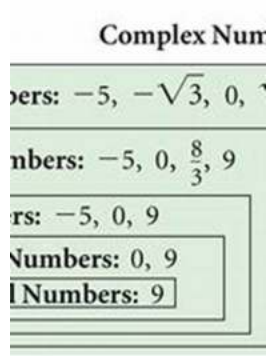 Complex Num
bers: −5, −√3, 0,
mbers: −5, 0, 8/3, 9
rs: −5, 0, 9
Numbers: 0, 9
l Numbers: 9